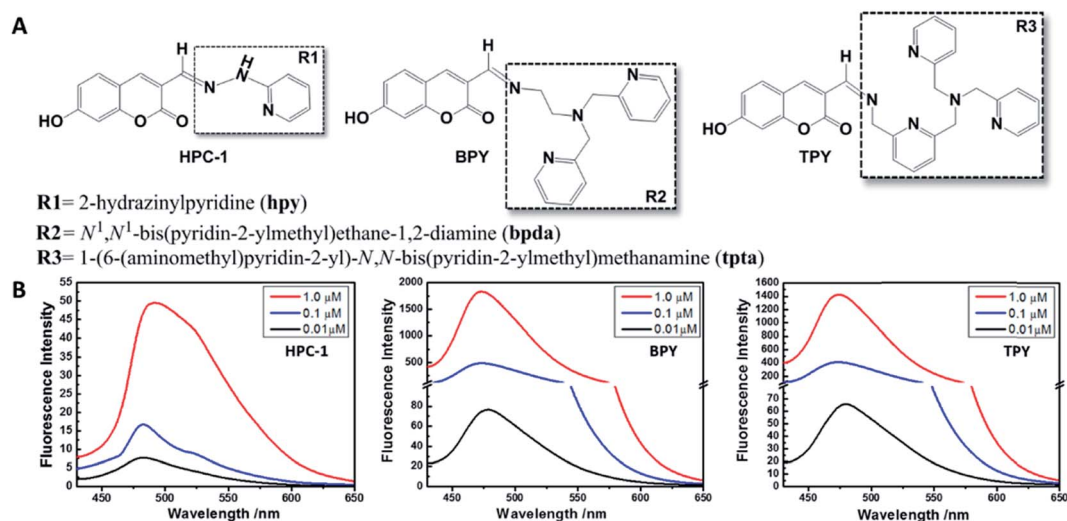 A
H
N
H
N
R1
N
HO
O
O
HPC-1
H
N
N
N
N
HO
O
O
BPY
R2
R3
H
N
N
N
N
N
HO
O
O
TPY
R1= 2-hydrazinylpyridine (hpy)
R2= N¹,N¹-bis(pyridin-2-ylmethyl)ethane-1,2-diamine (bpda)
R3= 1-(6-(aminomethyl)pyridin-2-yl)-N,N-bis(pyridin-2-ylmethyl)methanamine (tpta)
B
Fluorescence Intensity
55
50
45
40
35
30
25
20
15
10
5
0
1.0 μM
0.1 μM
0.01μM
HPC-1
450 500 550 600 650
Wavelength /nm
Fluorescence Intensity
2000
1500
1000
500
80
60
40
20
0
1.0 μM
0.1 μM
0.01μM
BPY
450 500 550 600 650
Wavelength /nm
Fluorescence Intensity
1600
1400
1200
1000
800
600
400
200
80
70
60
50
40
30
20
10
0
1.0 μM
0.1 μM
0.01μM
TPY
450 500 550 600 650
Wavelength /nm